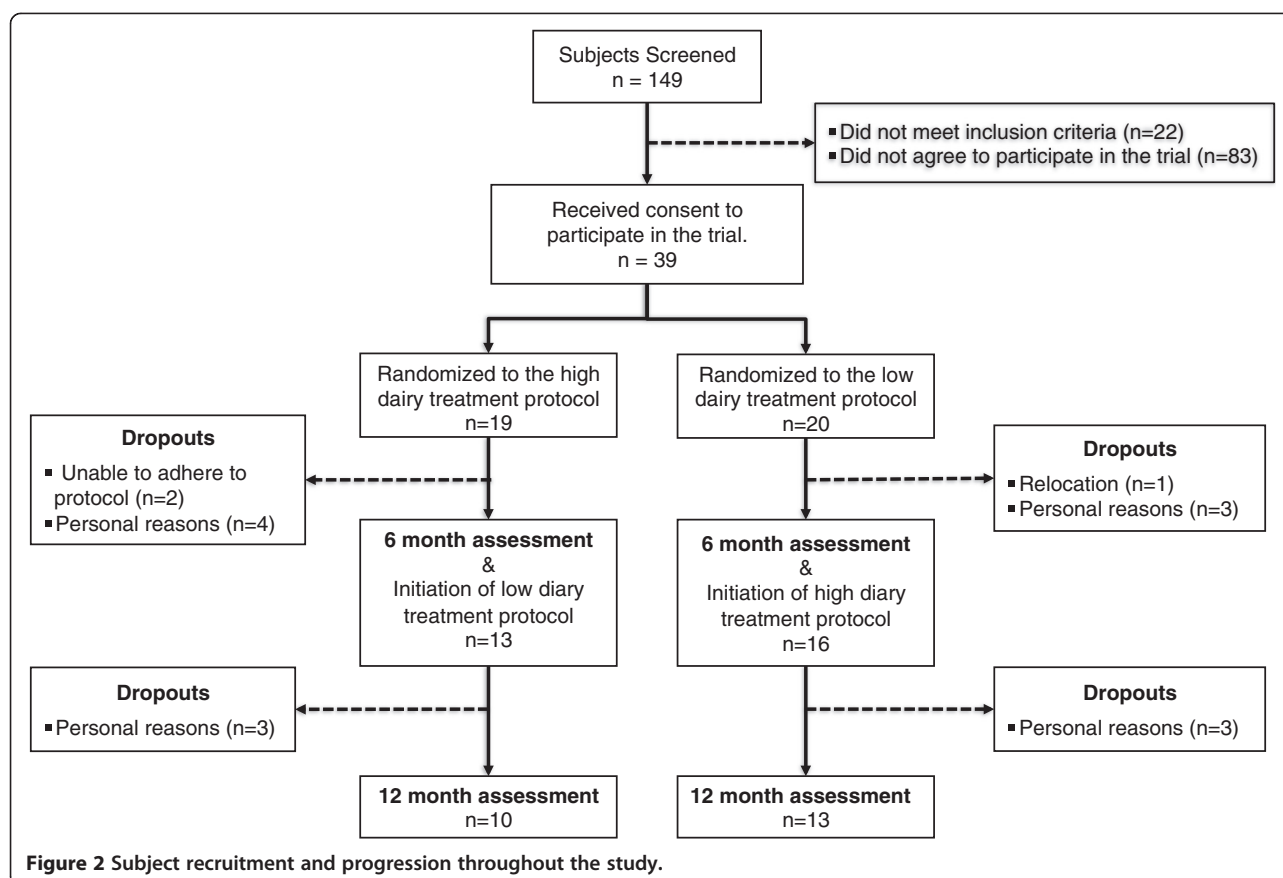 Subjects Screened
n = 149
▪ Did not meet inclusion criteria (n=22)
▪ Did not agree to participate in the trial (n=83)
Received consent to
participate in the trial.
n = 39
Randomized to the high
dairy treatment protocol
n=19
Randomized to the low
dairy treatment protocol
n=20
Dropouts
▪ Unable to adhere to
protocol (n=2)
▪ Personal reasons (n=4)
Dropouts
▪ Relocation (n=1)
▪ Personal reasons (n=3)
6 month assessment
&
Initiation of low diary
treatment protocol
n=13
6 month assessment
&
Initiation of high diary
treatment protocol
n=16
Dropouts
▪ Personal reasons (n=3)
Dropouts
▪ Personal reasons (n=3)
12 month assessment
n=10
12 month assessment
n=13
Figure 2 Subject recruitment and progression throughout the study.